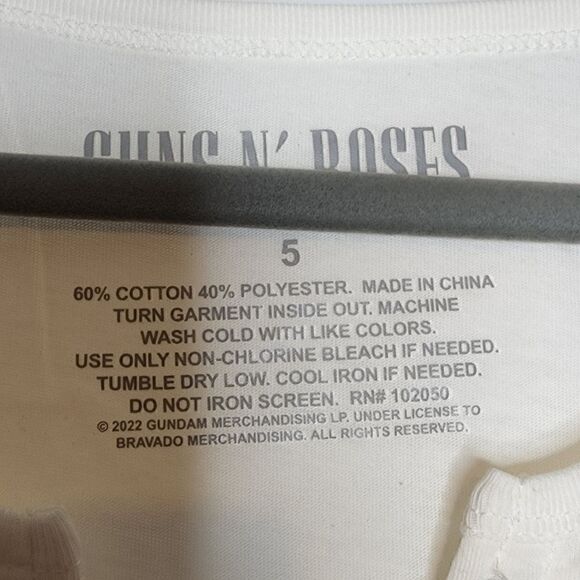 GUNS N' ROSES
5
60% COTTON 40% POLYESTER. MADE IN CHINA
TURN GARMENT INSIDE OUT. MACHINE
WASH COLD WITH LIKE COLORS.
USE ONLY NON-CHLORINE BLEACH IF NEEDED.
TUMBLE DRY LOW. COOL IRON IF NEEDED.
DO NOT IRON SCREEN. RN# 102050
© 2022 GUNDAM MERCHANDISING LP. UNDER LICENSE TO
BRAVADO MERCHANDISING. ALL RIGHTS RESERVED.